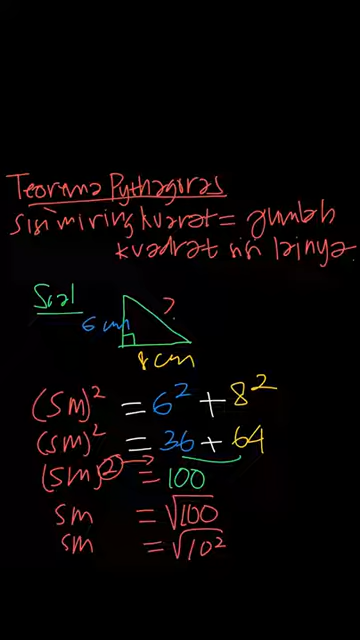 Teorema Pythagoras
Sisi miring kuadrat = jumlah
kuadrat sisi lainya.
Soal
?
6 cm
8 cm
(SM)² = 6² + 8²
(SM)² = 36 + 64
(SM)² = 100
SM = √100
SM = √10²